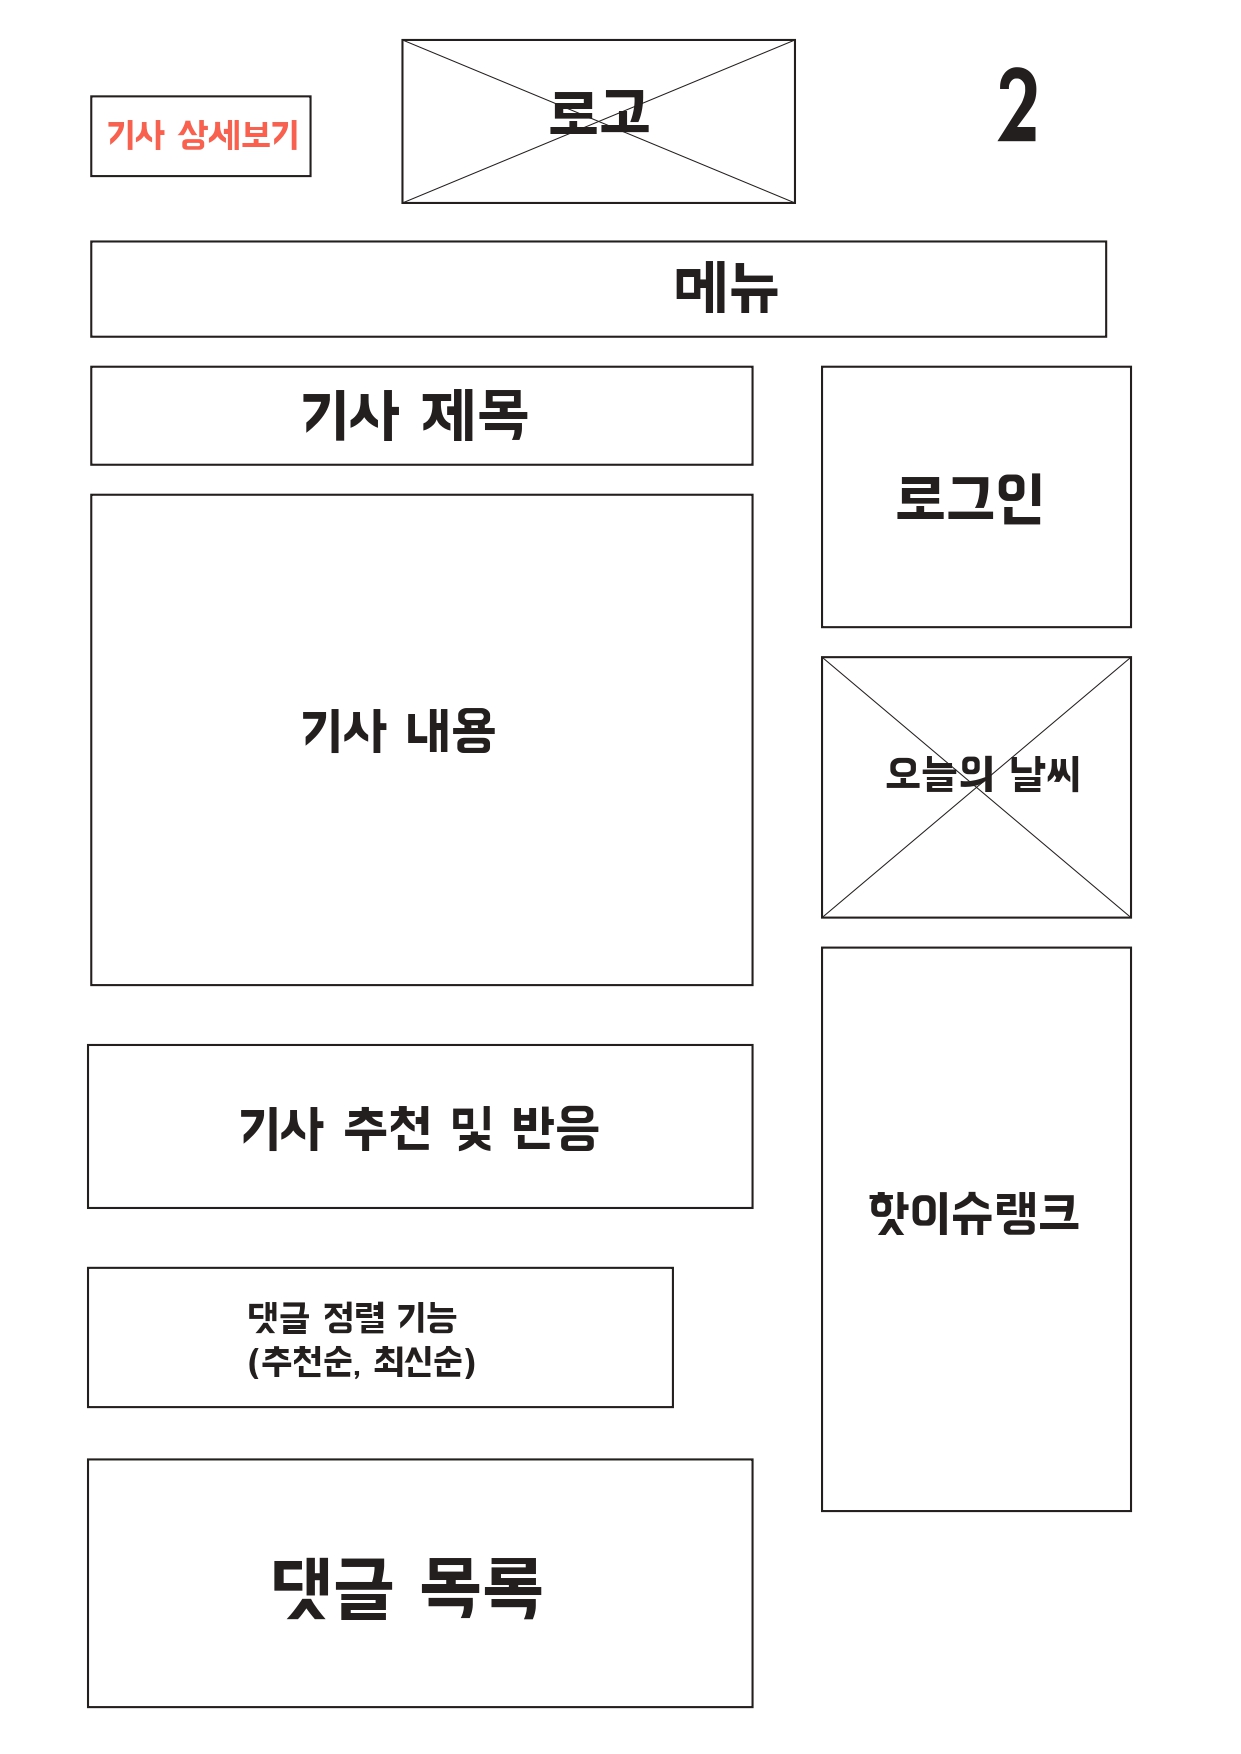 로고
2
기사 상세보기
메뉴
기사 제목
로그인
기사 내용
오늘의 날씨
기사 추천 및 반응
핫이슈랭크
댓글 정렬 기능
(추천순, 최신순)
댓글 목록